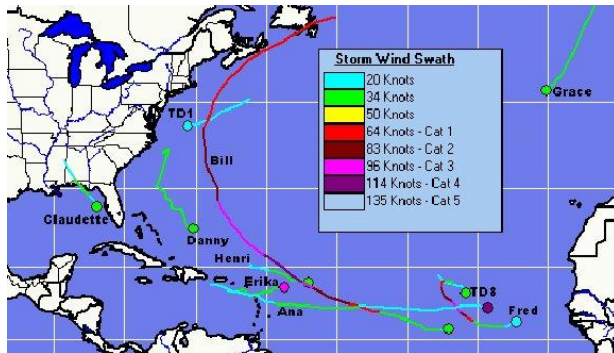 Storm Wind Swath
20 Knots
34 Knots
50 Knots
64 Knots - Cat 1
83 Knots - Cat 2
96 Knots - Cat 3
114 Knots - Cat 4
135 Knots - Cat 5
Grace
TD1
Bill
Claudette
Danny
Henri
Erika
Ana
TD8
Fred